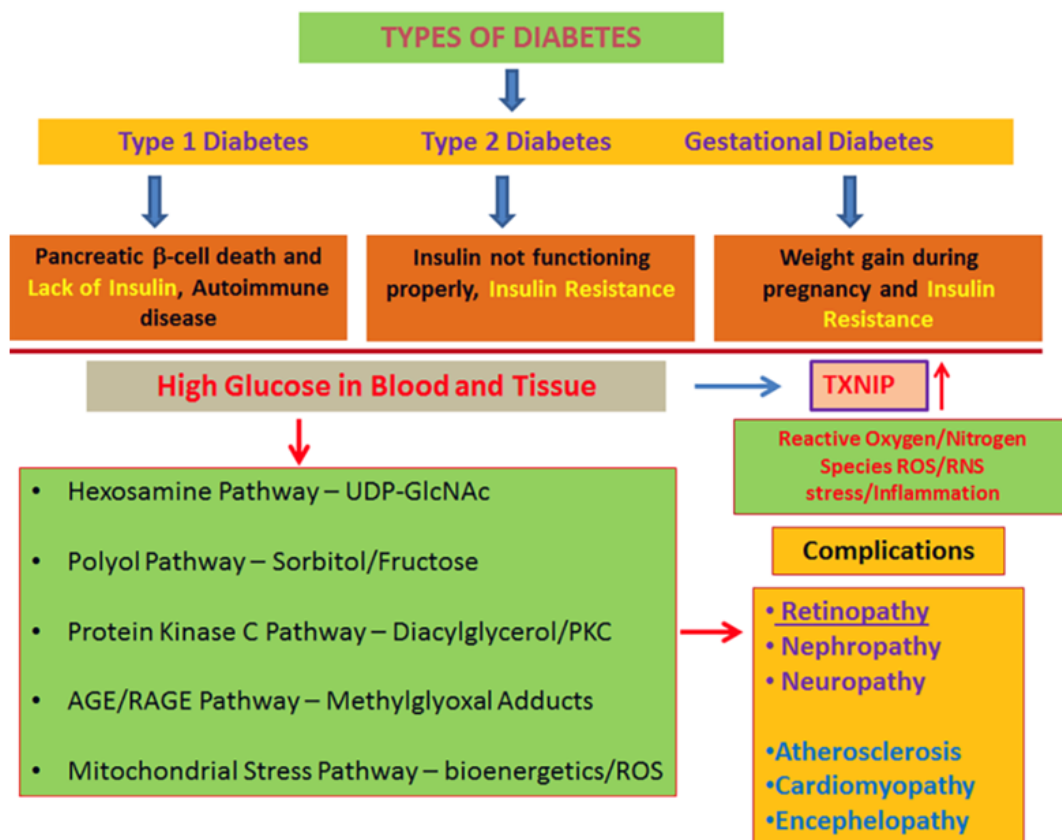 TYPES OF DIABETES
Type 1 Diabetes
Type 2 Diabetes
Gestational Diabetes
Pancreatic β-cell death and
Lack of Insulin, Autoimmune
disease
Insulin not functioning
properly, Insulin Resistance
Weight gain during
pregnancy and Insulin
Resistance
High Glucose in Blood and Tissue
TXNIP
Reactive Oxygen/Nitrogen
Species ROS/RNS
stress/Inflammation
• Hexosamine Pathway – UDP-GlcNAc
• Polyol Pathway – Sorbitol/Fructose
• Protein Kinase C Pathway – Diacylglycerol/PKC
• AGE/RAGE Pathway – Methylglyoxal Adducts
• Mitochondrial Stress Pathway – bioenergetics/ROS
Complications
• Retinopathy
• Nephropathy
• Neuropathy
•Atherosclerosis
•Cardiomyopathy
•Encephelopathy